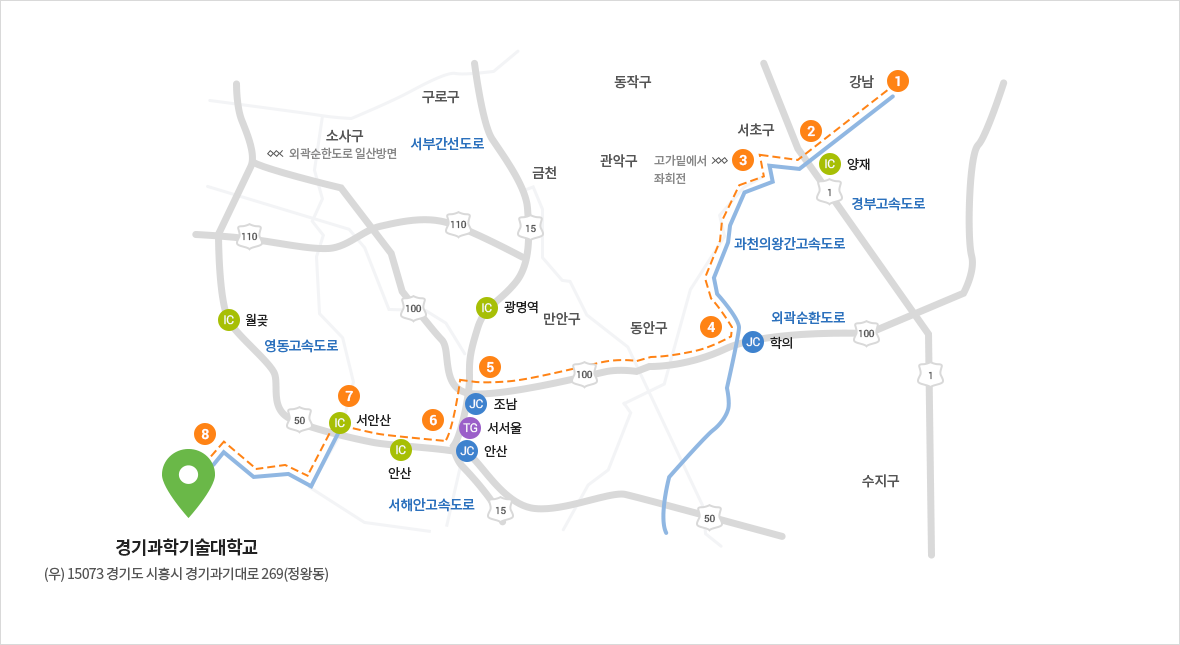 동작구
강남
1
구로구
2
서초구
소사구
외곽순환도로 일산방면
서부간선도로
관악구
고가밑에서
좌회전
3
IC
양재
금천
1
경부고속도로
110
110
15
과천의왕간고속도로
100
IC
광명역
만안구
동안구
4
외곽순환도로
100
JC
학의
IC
월곶
영동고속도로
5
100
1
7
JC
조남
50
IC
서안산
6
TG
서서울
8
IC
안산
JC
안산
수지구
서해안고속도로
15
50
경기과학기술대학교
(우) 15073 경기도 시흥시 경기과기대로 269(정왕동)